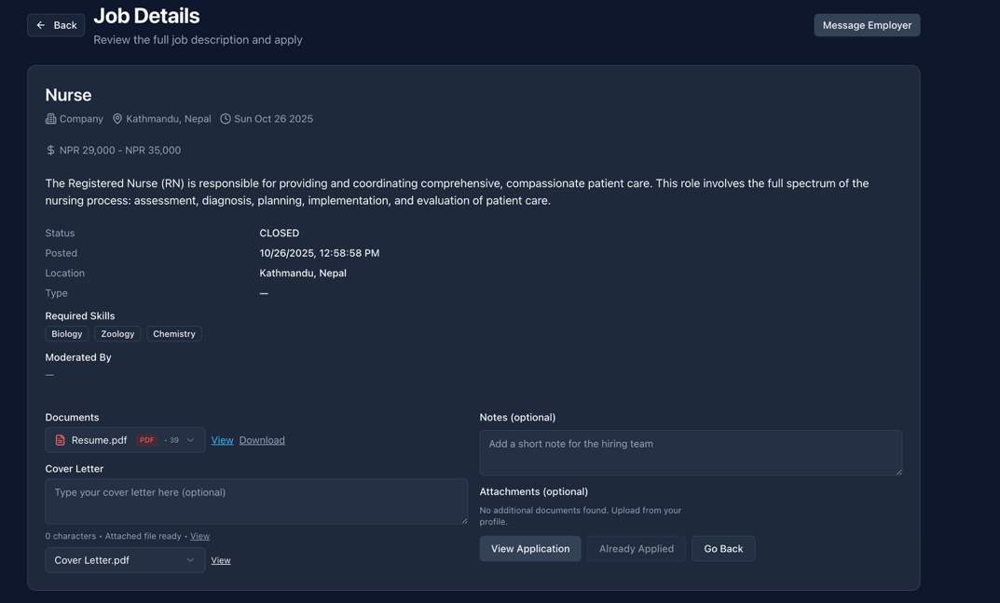 Back
Job Details
Review the full job description and apply
Message Employer
Nurse
Company Kathmandu, Nepal Sun Oct 26 2025
$ NPR 29,000 - NPR 35,000
The Registered Nurse (RN) is responsible for providing and coordinating comprehensive, compassionate patient care. This role involves the full spectrum of the
nursing process: assessment, diagnosis, planning, implementation, and evaluation of patient care.
Status CLOSED
Posted 10/26/2025, 12:58:58 PM
Location Kathmandu, Nepal
Type —
Required Skills
Biology Zoology Chemistry
Moderated By
—
Documents
Resume.pdf PDF • 39 View Download
Cover Letter
Type your cover letter here (optional)
0 characters • Attached file ready • View
Cover Letter.pdf View
Notes (optional)
Add a short note for the hiring team
Attachments (optional)
No additional documents found. Upload from your
profile.
View Application Already Applied Go Back